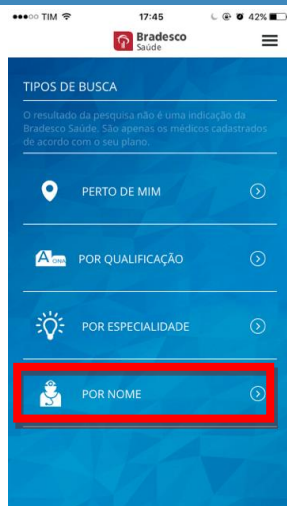 TIM 17:45 42%
Bradesco
Saúde
TIPOS DE BUSCA
O resultado da pesquisa não é uma indicação da
Bradesco Saúde. São apenas os médicos cadastrados
de acordo com o seu plano.
PERTO DE MIM
A ONA POR QUALIFICAÇÃO
POR ESPECIALIDADE
POR NOME